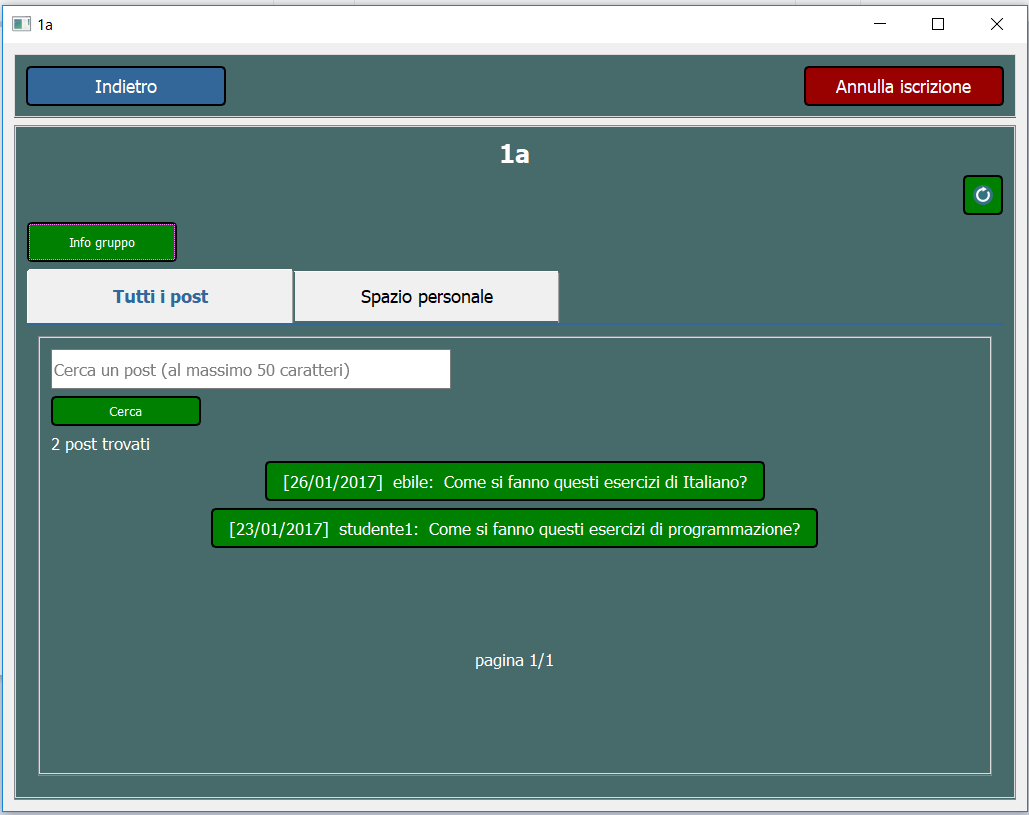 1a
Indietro
Annulla iscrizione
1a
Info gruppo
Tutti i post
Spazio personale
Cerca un post (al massimo 50 caratteri)
Cerca
2 post trovati
[26/01/2017]  ebile:  Come si fanno questi esercizi di Italiano?
[23/01/2017]  studente1:  Come si fanno questi esercizi di programmazione?
pagina 1/1